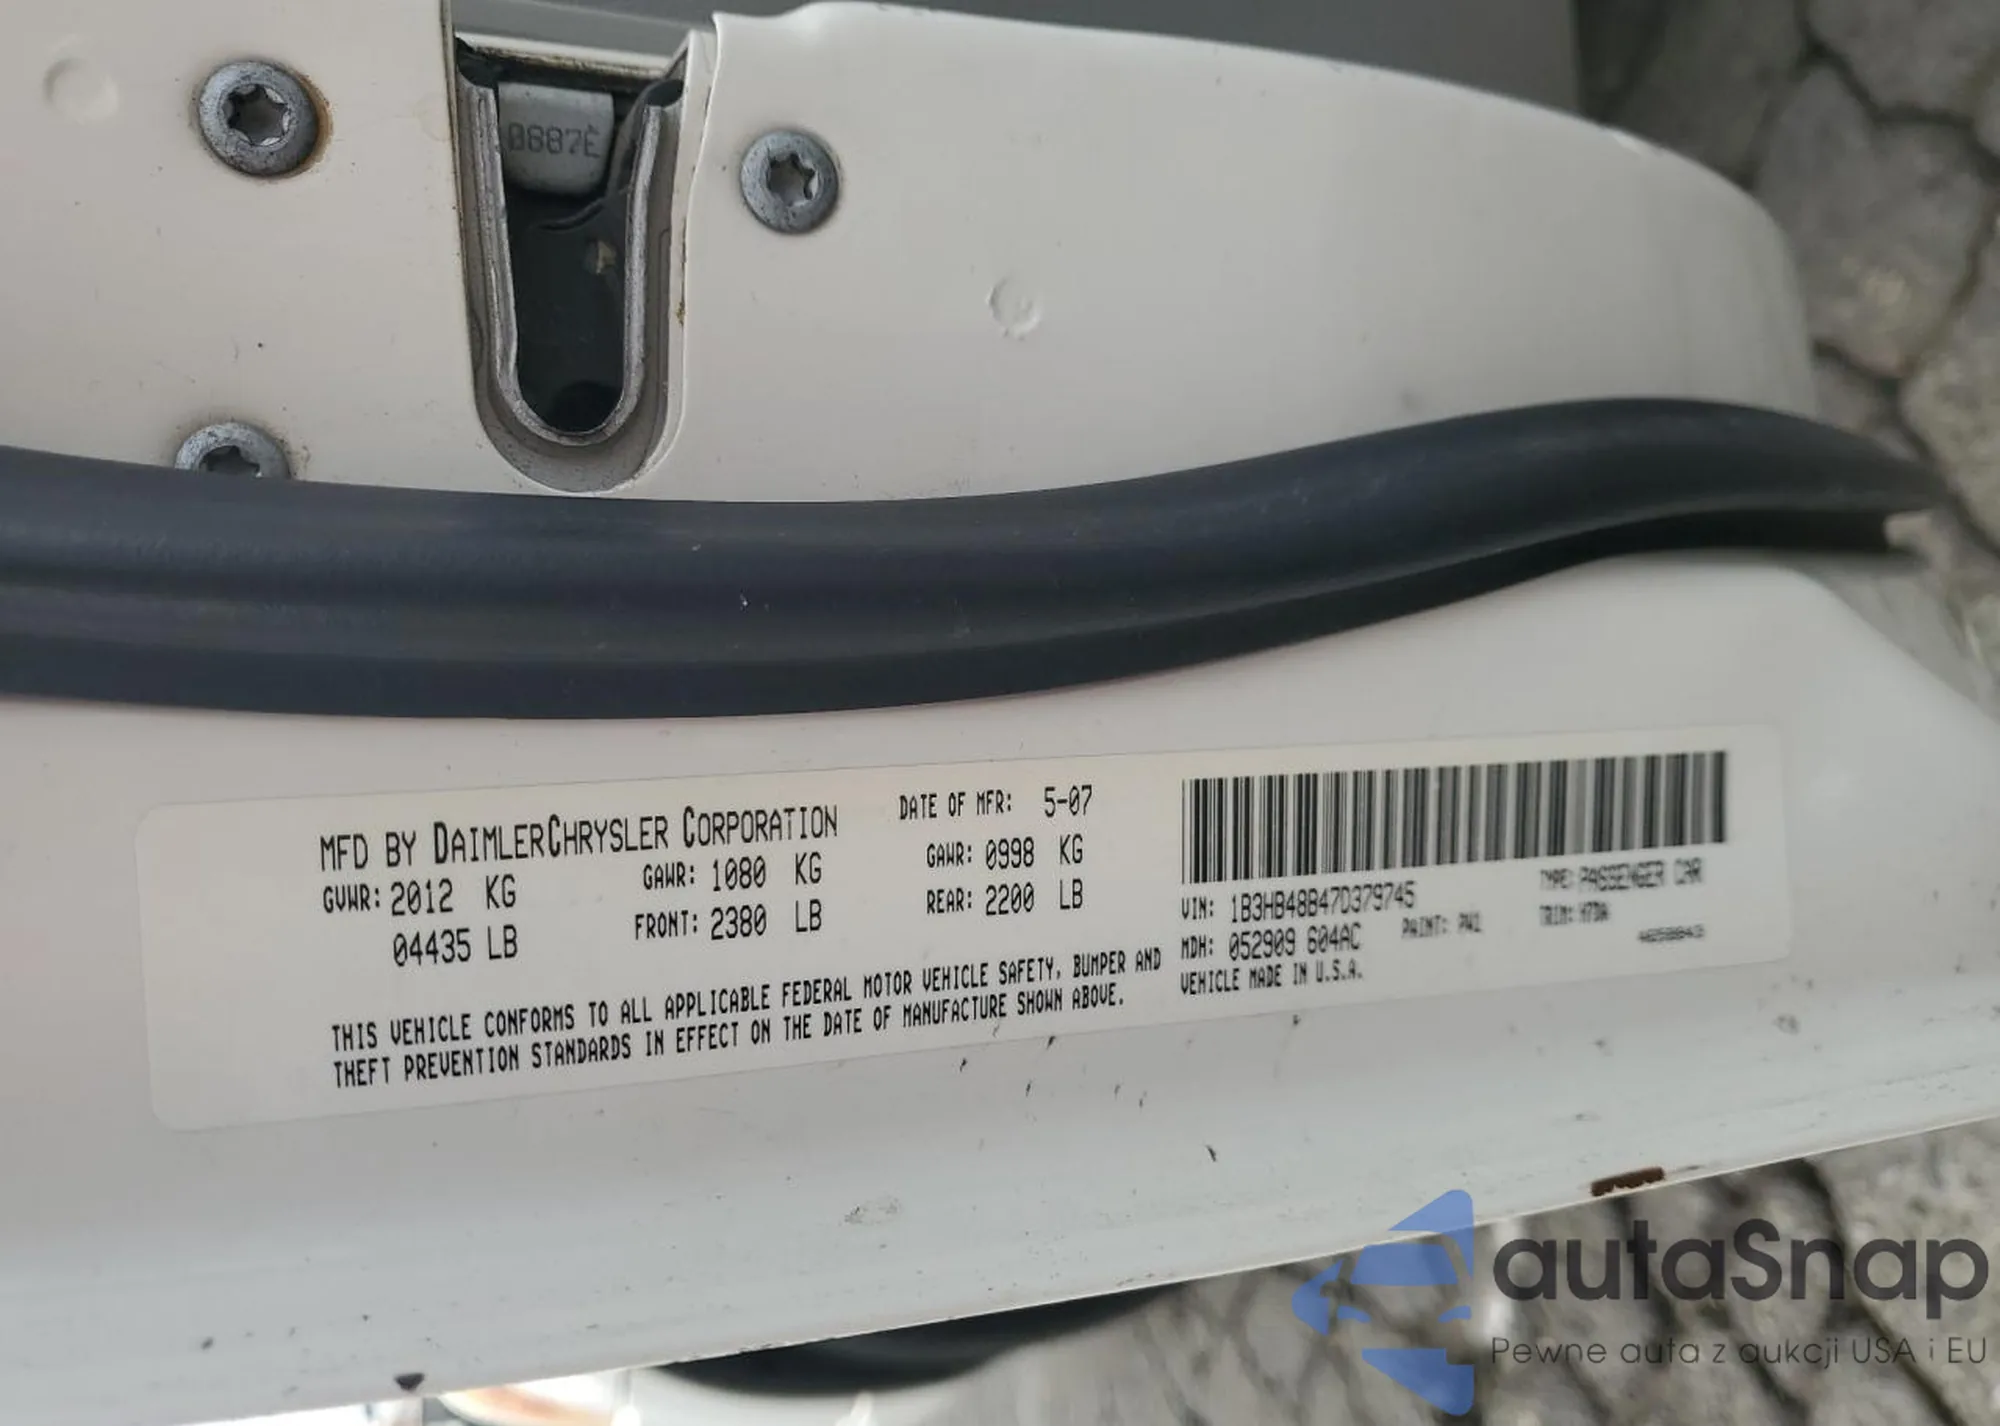 0887E
MFD BY DAIMLERCHRYSLER CORPORATION DATE OF MFR: 5-07
GVWR: 2012 KG GAWR: 1080 KG GAWR: 0998 KG
04435 LB FRONT: 2380 LB REAR: 2200 LB
THIS VEHICLE CONFORMS TO ALL APPLICABLE FEDERAL MOTOR VEHICLE SAFETY, BUMPER AND
THEFT PREVENTION STANDARDS IN EFFECT ON THE DATE OF MANUFACTURE SHOWN ABOVE.
VIN: 1B3HB48B47D379745 TYPE: PASSENGER CAR
MDH: 052909 604AC PAINT: PW1 TRIM: H7DA
VEHICLE MADE IN U.S.A.
autaSnap
Pewne auta z aukcji USA i EU